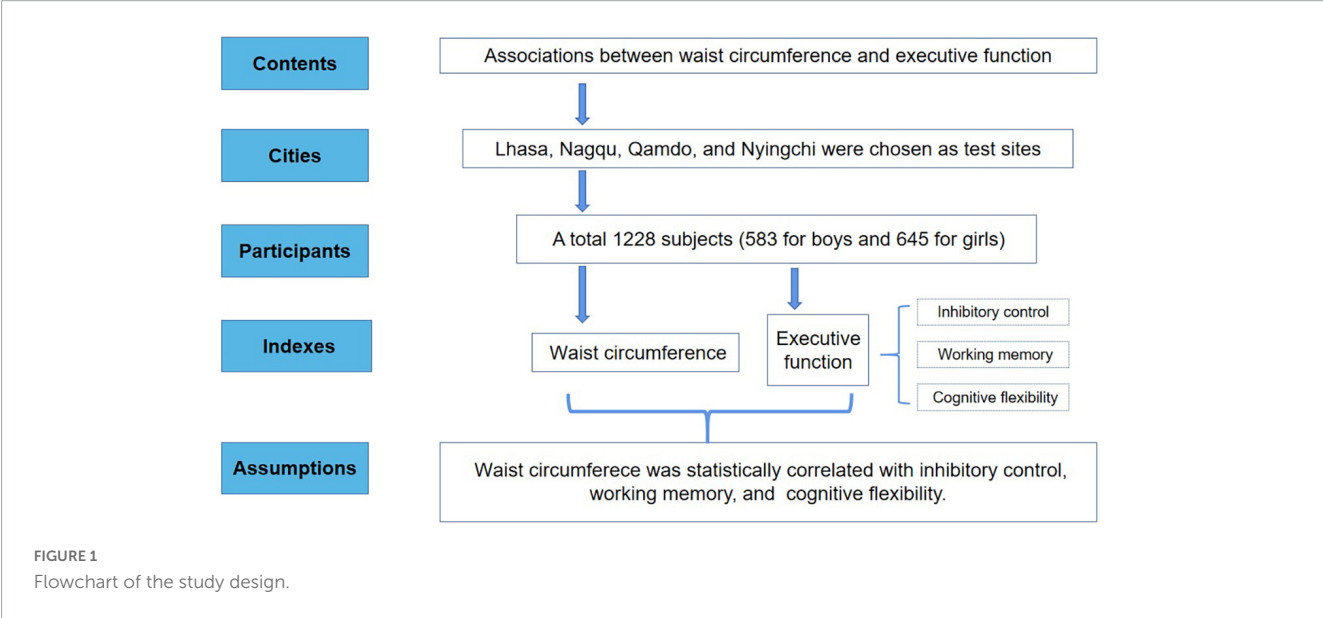 Contents
Associations between waist circumference and executive function
Cities
Lhasa, Nagqu, Qamdo, and Nyingchi were chosen as test sites
Participants
A total 1228 subjects (583 for boys and 645 for girls)
Indexes
Waist circumference
Executive
function
Inhibitory control
Working memory
Cognitive flexibility
Assumptions
Waist circumferece was statistically correlated with inhibitory control,
working memory, and cognitive flexibility.
FIGURE 1
Flowchart of the study design.